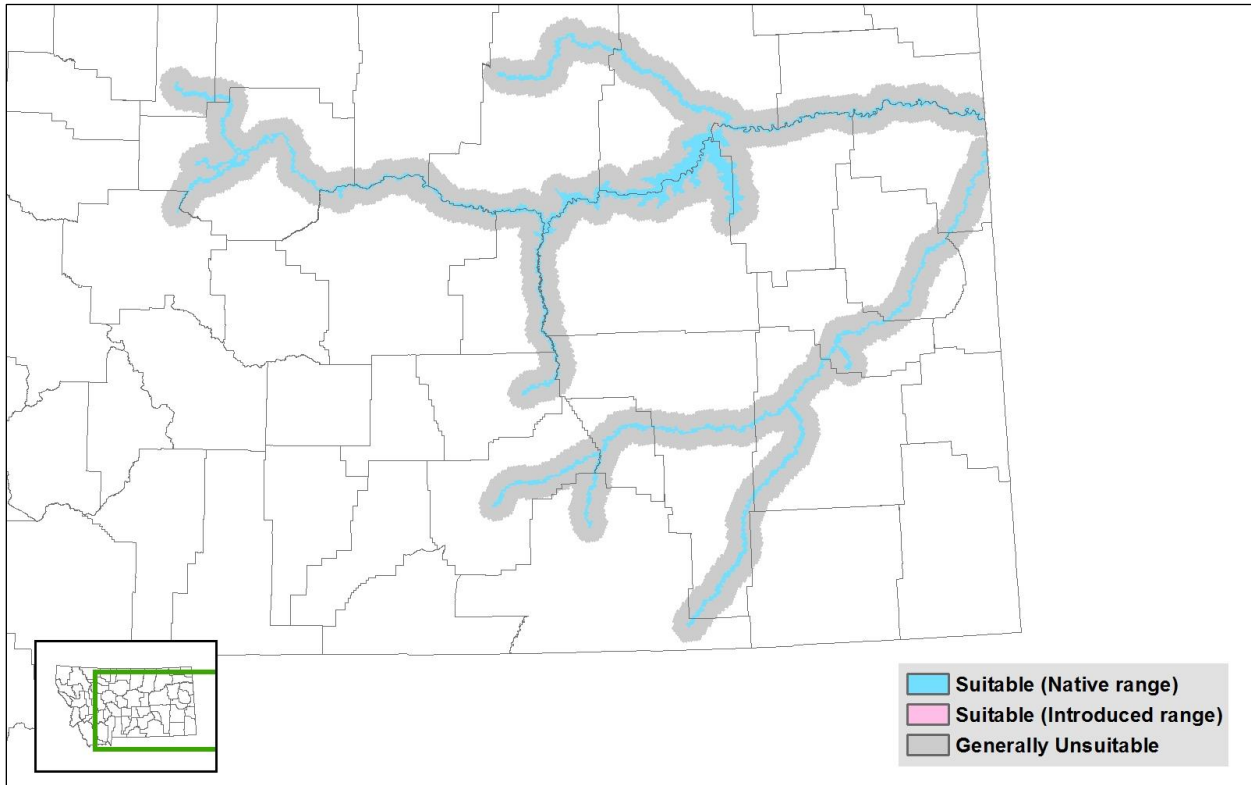 Suitable (Native range)
Suitable (Introduced range)
Generally Unsuitable